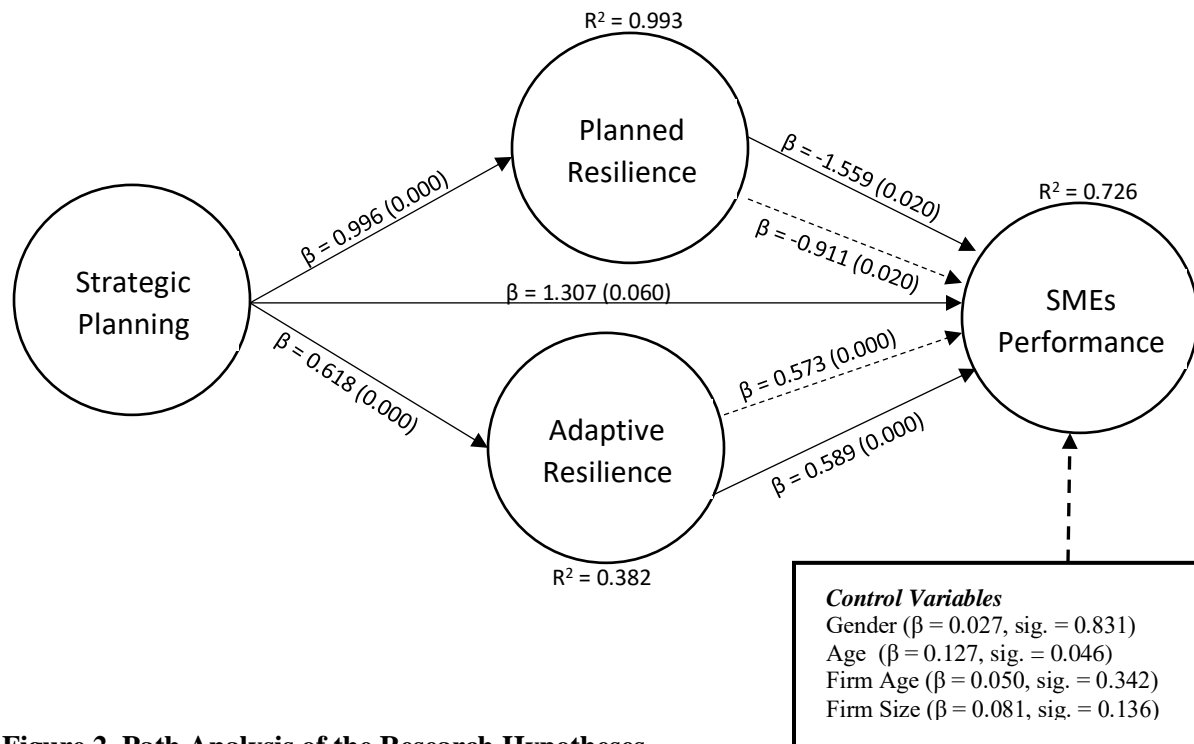 R² = 0.993
Planned
Resilience
β = 0.996 (0.000)
β = -1.559 (0.020)
β = -0.911 (0.020)
R² = 0.726
Strategic
Planning
β = 1.307 (0.060)
SMEs
Performance
β = 0.618 (0.000)
β = 0.573 (0.000)
β = 0.589 (0.000)
Adaptive
Resilience
R² = 0.382
Control Variables
Gender (β = 0.027, sig. = 0.831)
Age (β = 0.127, sig. = 0.046)
Firm Age (β = 0.050, sig. = 0.342)
Firm Size (β = 0.081, sig. = 0.136)
Figure 2. Path Analysis of the Research Hypotheses